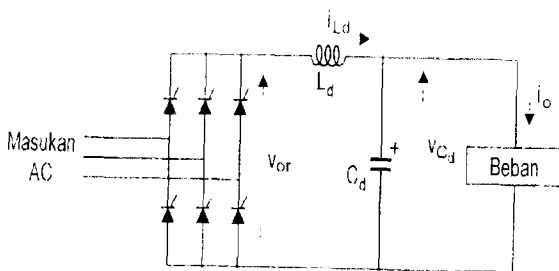 i_Ld
L_d
Masukan
AC
v_or
C_d
+
v_Cd
i_o
Beban